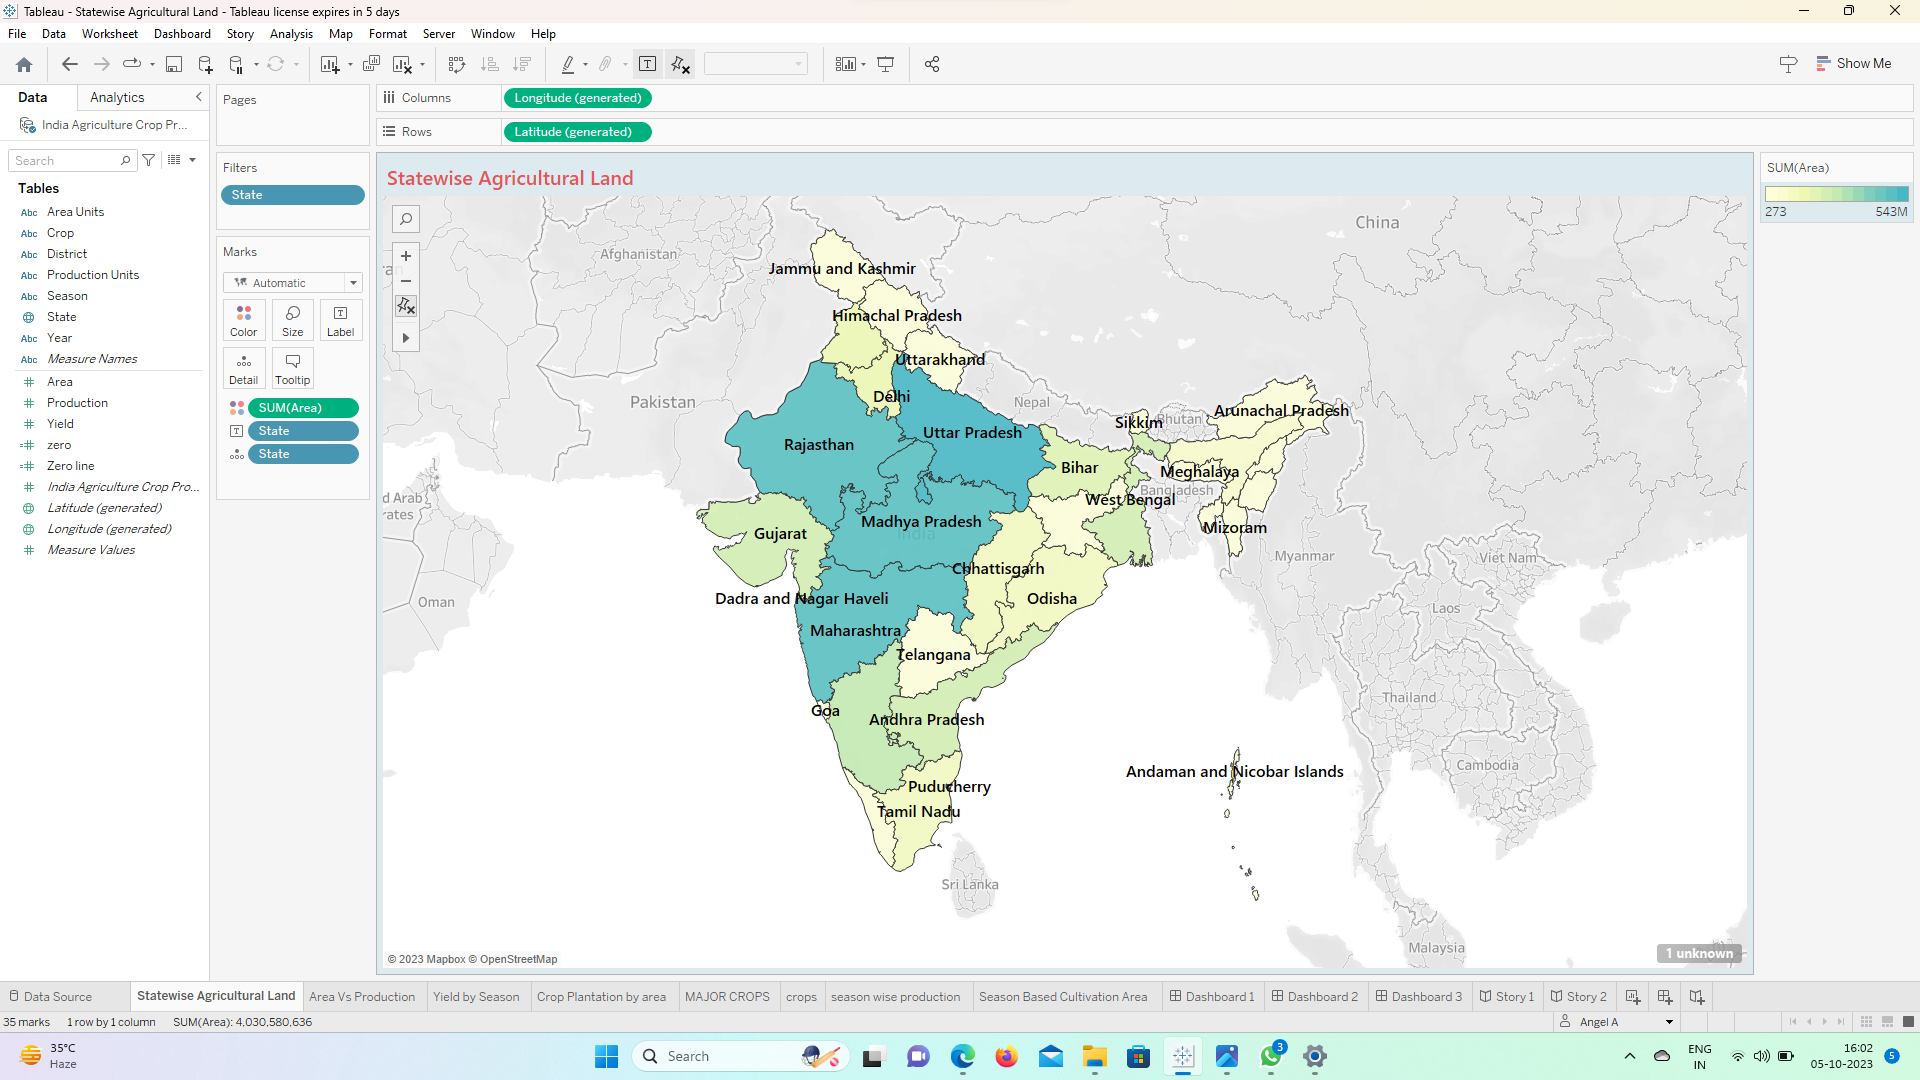 Tableau - Statewise Agricultural Land - Tableau license expires in 5 days
File Data Worksheet Dashboard Story Analysis Map Format Server Window Help
Show Me
Data Analytics
India Agriculture Crop Pr...
Search
Tables
Abc Area Units
Abc Crop
Abc District
Abc Production Units
Abc Season
State
Abc Year
Abc Measure Names
Area
Production
Yield
zero
Zero line
India Agriculture Crop Pro...
Latitude (generated)
Longitude (generated)
Measure Values
Pages
Filters
State
Marks
Automatic
Color Size Label
Detail Tooltip
SUM(Area)
State
State
Columns Longitude (generated)
Rows Latitude (generated)
Statewise Agricultural Land
China
Afghanistan
Jammu and Kashmir
Himachal Pradesh
Uttarakhand
Delhi
Pakistan
Nepal
Arunachal Pradesh
Sikkim
Bhutan
Uttar Pradesh
Rajasthan
Bihar
Meghalaya
Bangladesh
West Bengal
Madhya Pradesh
India
Mizoram
Gujarat
Myanmar
Viet Nam
Chhattisgarh
Dadra and Nagar Haveli
Odisha
Oman
Laos
Maharashtra
Telangana
Thailand
Goa
Andhra Pradesh
Cambodia
Andaman and Nicobar Islands
Puducherry
Tamil Nadu
Sri Lanka
Malaysia
d Arab
rates
© 2023 Mapbox © OpenStreetMap
1 unknown
SUM(Area)
273 543M
Data Source Statewise Agricultural Land Area Vs Production Yield by Season Crop Plantation by area MAJOR CROPS crops season wise production Season Based Cultivation Area Dashboard 1 Dashboard 2 Dashboard 3 Story 1 Story 2
35 marks 1 row by 1 column SUM(Area): 4,030,580,636
Angel A
35°C
Haze
Search
3
ENG
IN
16:02
05-10-2023
5